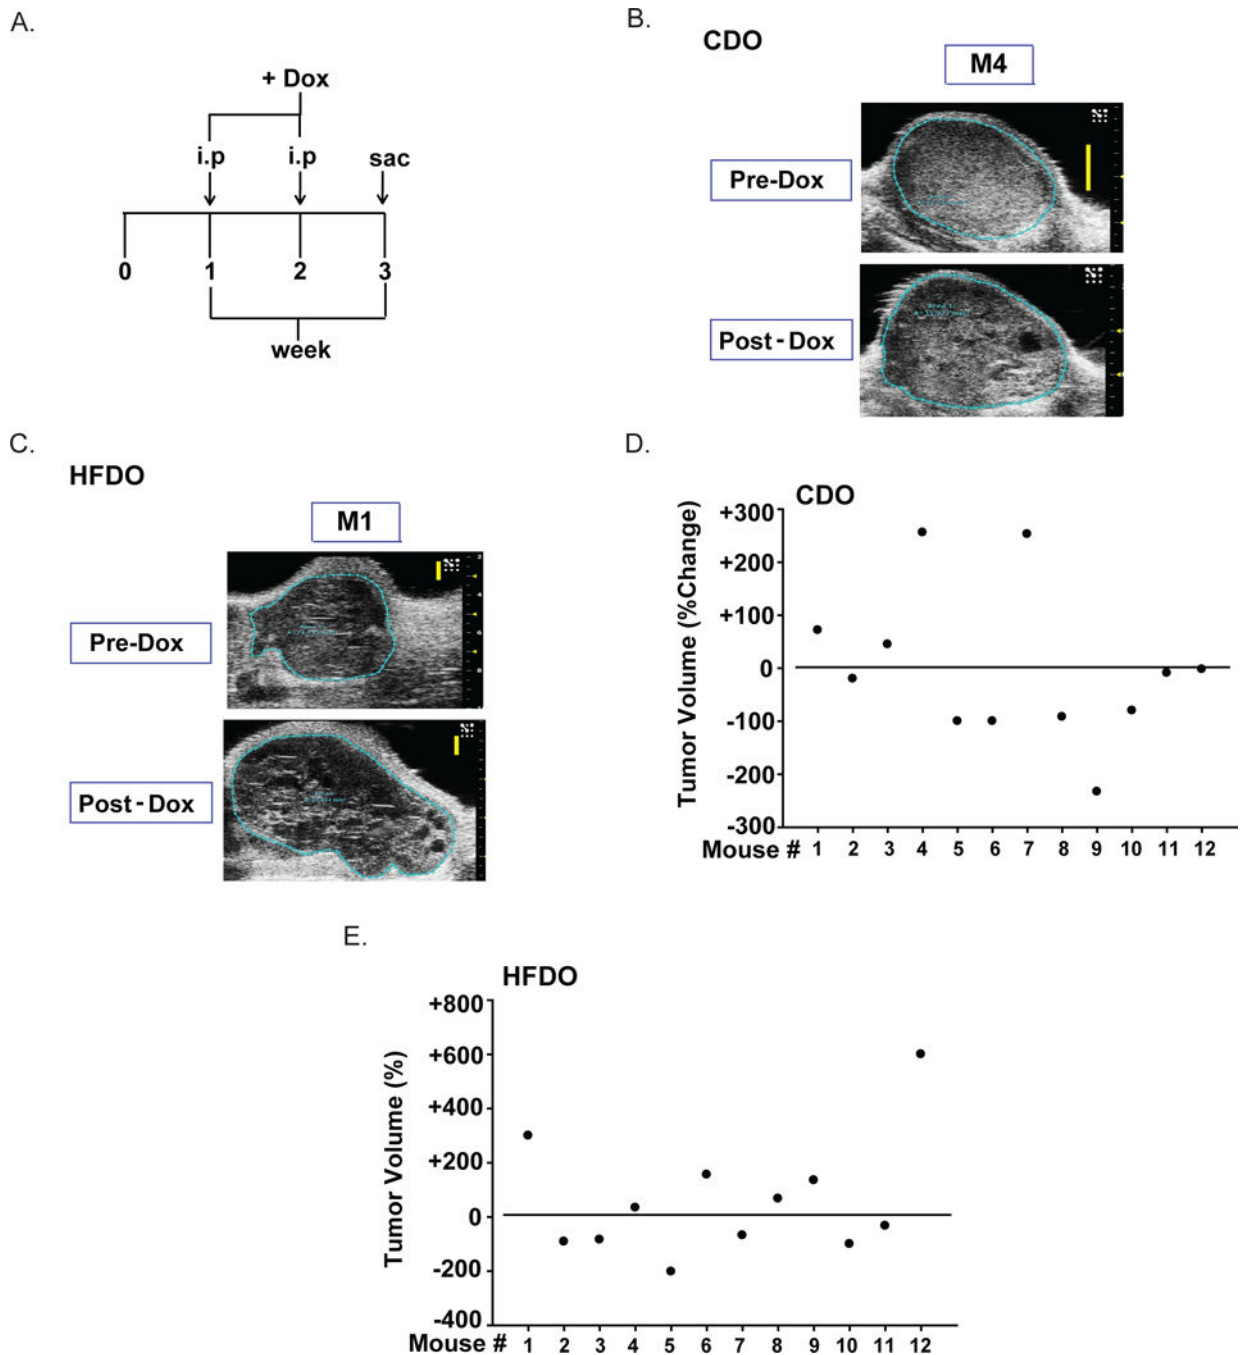 A.
+ Dox
i.p
i.p
sac
0
1
2
3
week
B.
CDO
M4
Pre-Dox
Post-Dox
C.
HFDO
M1
Pre-Dox
Post-Dox
D.
CDO
Tumor Volume (%Change)
+300
+200
+100
0
-100
-200
-300
Mouse # 1 2 3 4 5 6 7 8 9 10 11 12
E.
HFDO
Tumor Volume (%)
+800
+600
+400
+200
0
-200
-400
Mouse # 1 2 3 4 5 6 7 8 9 10 11 12